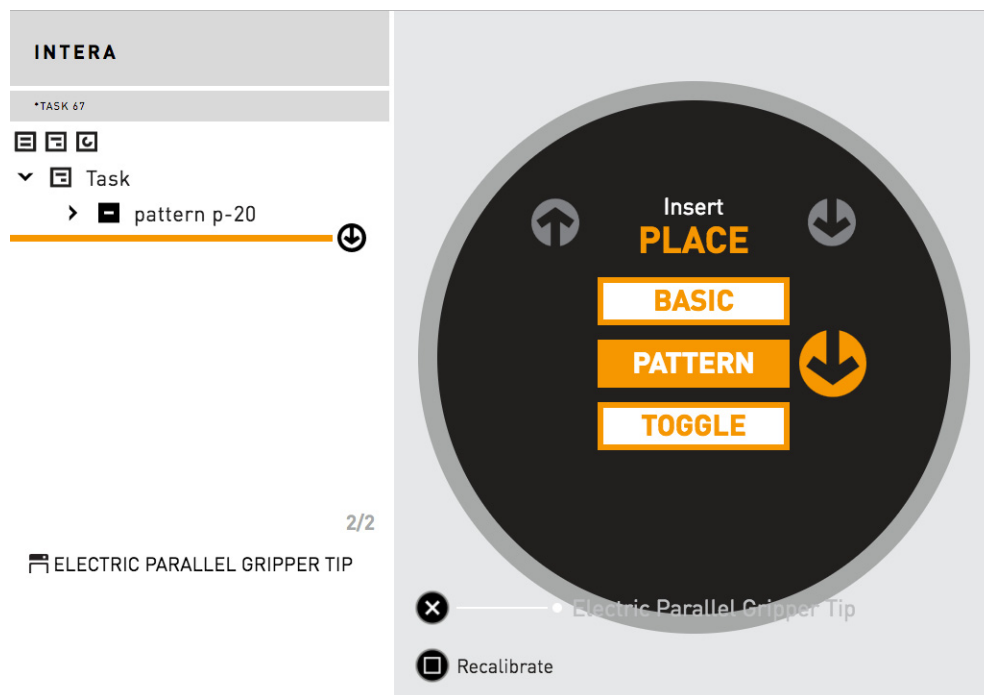 INTERA
*TASK 67
Task
pattern p-20
2/2
ELECTRIC PARALLEL GRIPPER TIP
Insert
PLACE
BASIC
PATTERN
TOGGLE
Electric Parallel Gripper Tip
Recalibrate